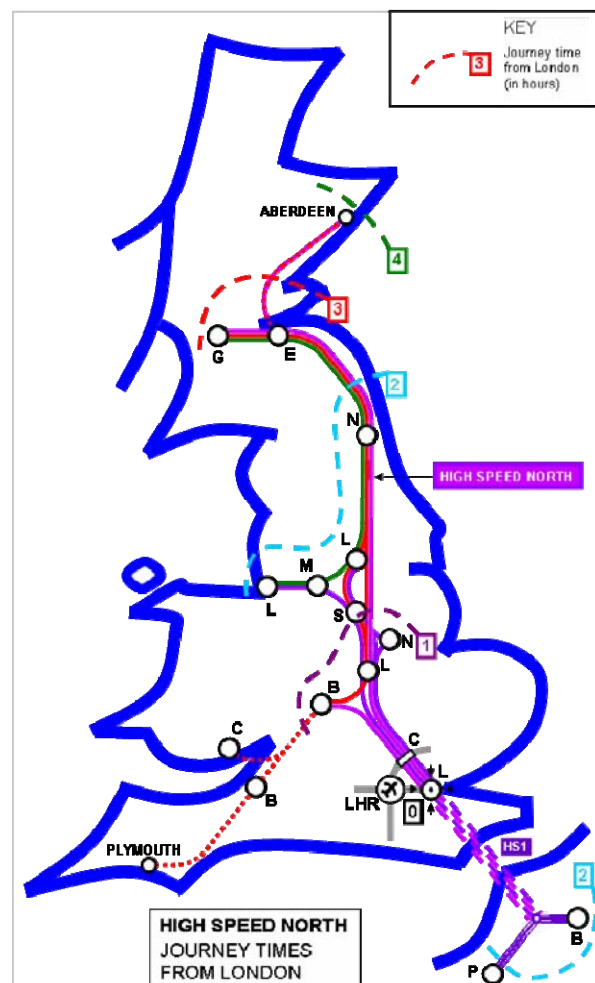 KEY
3
Journey time
from London
(in hours)
ABERDEEN
4
3
G
E
2
N
HIGH SPEED NORTH
L
M
L
S
1
N
L
B
C
C
L
B
LHR
0
PLYMOUTH
HS1
2
B
P
HIGH SPEED NORTH
JOURNEY TIMES
FROM LONDON